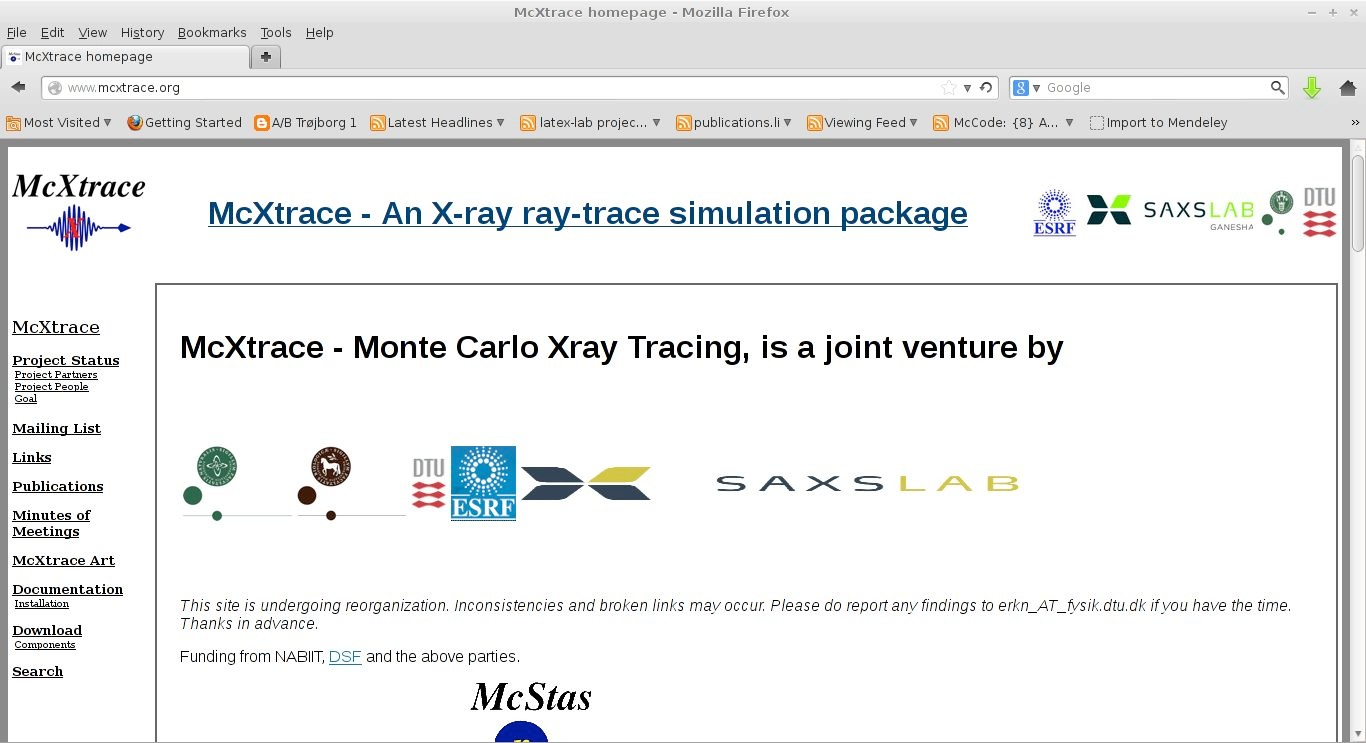 McXtrace homepage - Mozilla Firefox
File Edit View History Bookmarks Tools Help
McXtrace homepage
www.mcxtrace.org
Google
Most Visited Getting Started A/B Trøjborg 1 Latest Headlines latex-lab projec... publications.li Viewing Feed McCode: {8} A... Import to Mendeley »
McXtrace
McXtrace - An X-ray ray-trace simulation package
ESRF
SAXSLAB
GANESHA
DTU
McXtrace
Project Status
Project Partners
Project People
Goal
Mailing List
Links
Publications
Minutes of
Meetings
McXtrace Art
Documentation
Installation
Download
Components
Search
McXtrace - Monte Carlo Xray Tracing, is a joint venture by
DTU
ESRF
SAXSLAB
This site is undergoing reorganization. Inconsistencies and broken links may occur. Please do report any findings to erkn_AT_fysik.dtu.dk if you have the time.
Thanks in advance.
Funding from NABIIT, DSF and the above parties.
McStas